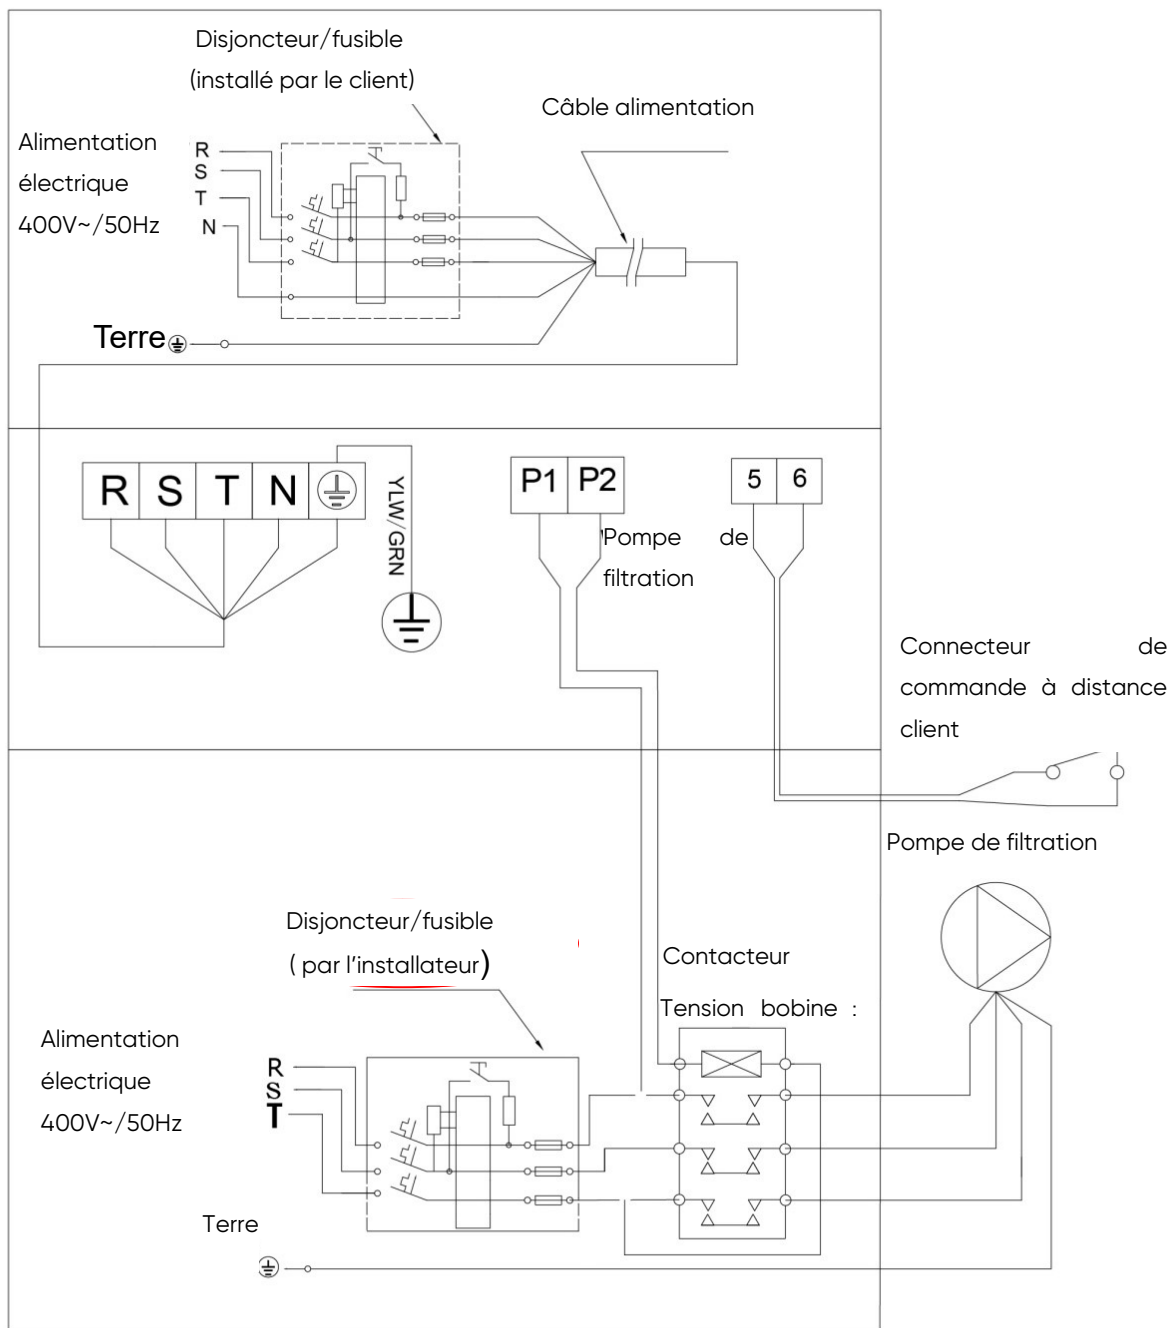 Disjoncteur/fusible
(installé par le client)
Câble alimentation
Alimentation
électrique
400V~/50Hz
R
S
T
N
Terre
R S T N
YLW/GRN
P1 P2
5 6
Pompe de
filtration
Connecteur de
commande à distance
client
Pompe de filtration
Disjoncteur/fusible
( par l'installateur)
Contacteur
Tension bobine :
Alimentation
électrique
400V~/50Hz
R
S
T
Terre